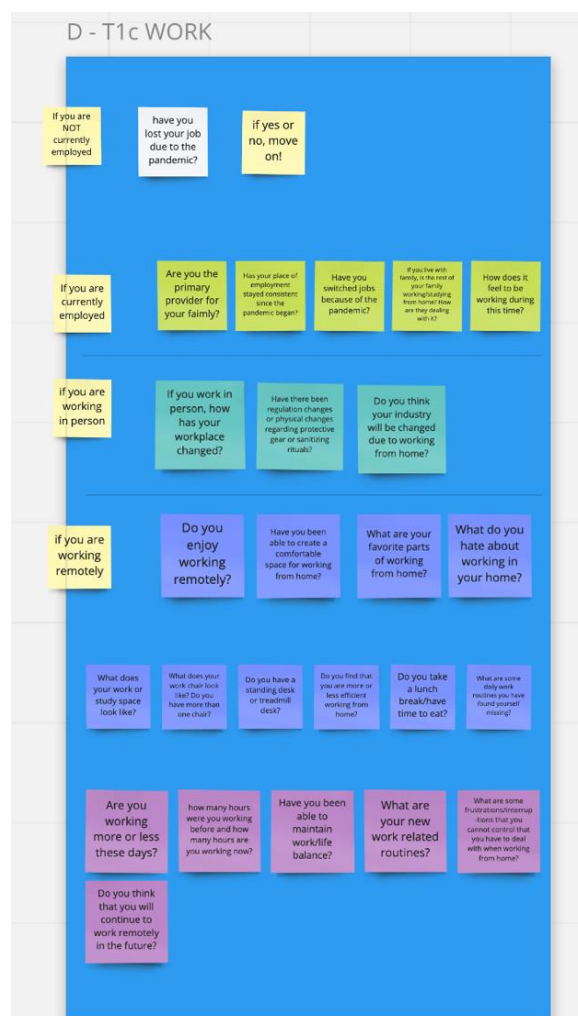 D - T1c WORK
If you are
NOT
currently
employed
have you
lost your job
due to the
pandemic?
if yes or
no, move
on!
If you are
currently
employed
Are you the
primary
provider for
your faimly?
Has your place of
employment
stayed consistent
since the
pandemic began?
Have you
switched jobs
because of the
pandemic?
If you live with
family, is the rest of
your family
working/studying
from home? How
are they dealing
with it?
How does it
feel to be
working during
this time?
if you are
working
in person
If you work in
person, how
has your
workplace
changed?
Have there been
regulation changes
or physical changes
regarding protective
gear or sanitizing
rituals?
Do you think
your industry
will be changed
due to working
from home?
if you are
working
remotely
Do you
enjoy
working
remotely?
Have you been
able to create a
comfortable
space for working
from home?
What are your
favorite parts
of working
from home?
What do you
hate about
working in
your home?
What does
your work or
study space
look like?
What does your
work chair look
like? Do you
have more than
one chair?
Do you have a
standing desk
or treadmill
desk?
Do you find that
you are more or
less efficient
working from
home?
Do you take
a lunch
break/have
time to eat?
What are some
daily work
routines you have
found yourself
missing?
Are you
working
more or less
these days?
how many hours
were you working
before and how
many hours are
you working now?
Have you been
able to
maintain
work/life
balance?
What are
your new
work related
routines?
What are some
frustrations/interrup
tions that you
cannot control that
you have to deal
with when working
from home?
Do you think
that you will
continue to
work remotely
in the future?